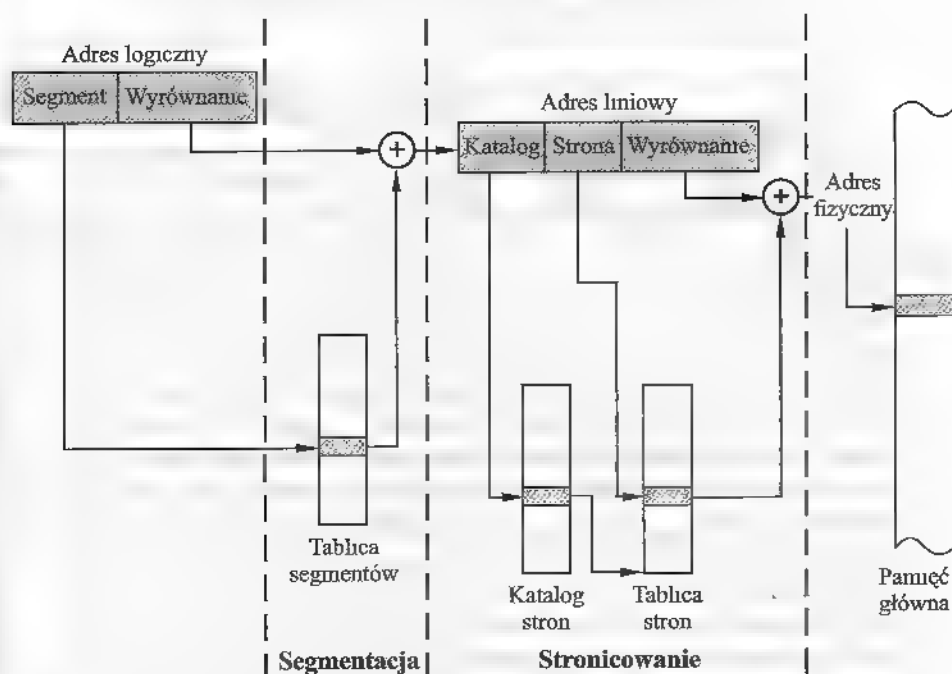 Adres logiczny
Segment Wyrównanie
Adres liniowy
Katalog Strona Wyrównanie
Adres
fizyczny
Tablica
segmentów
Katalog
stron
Tablica
stron
Pamięć
główna
Segmentacja
Stronicowanie